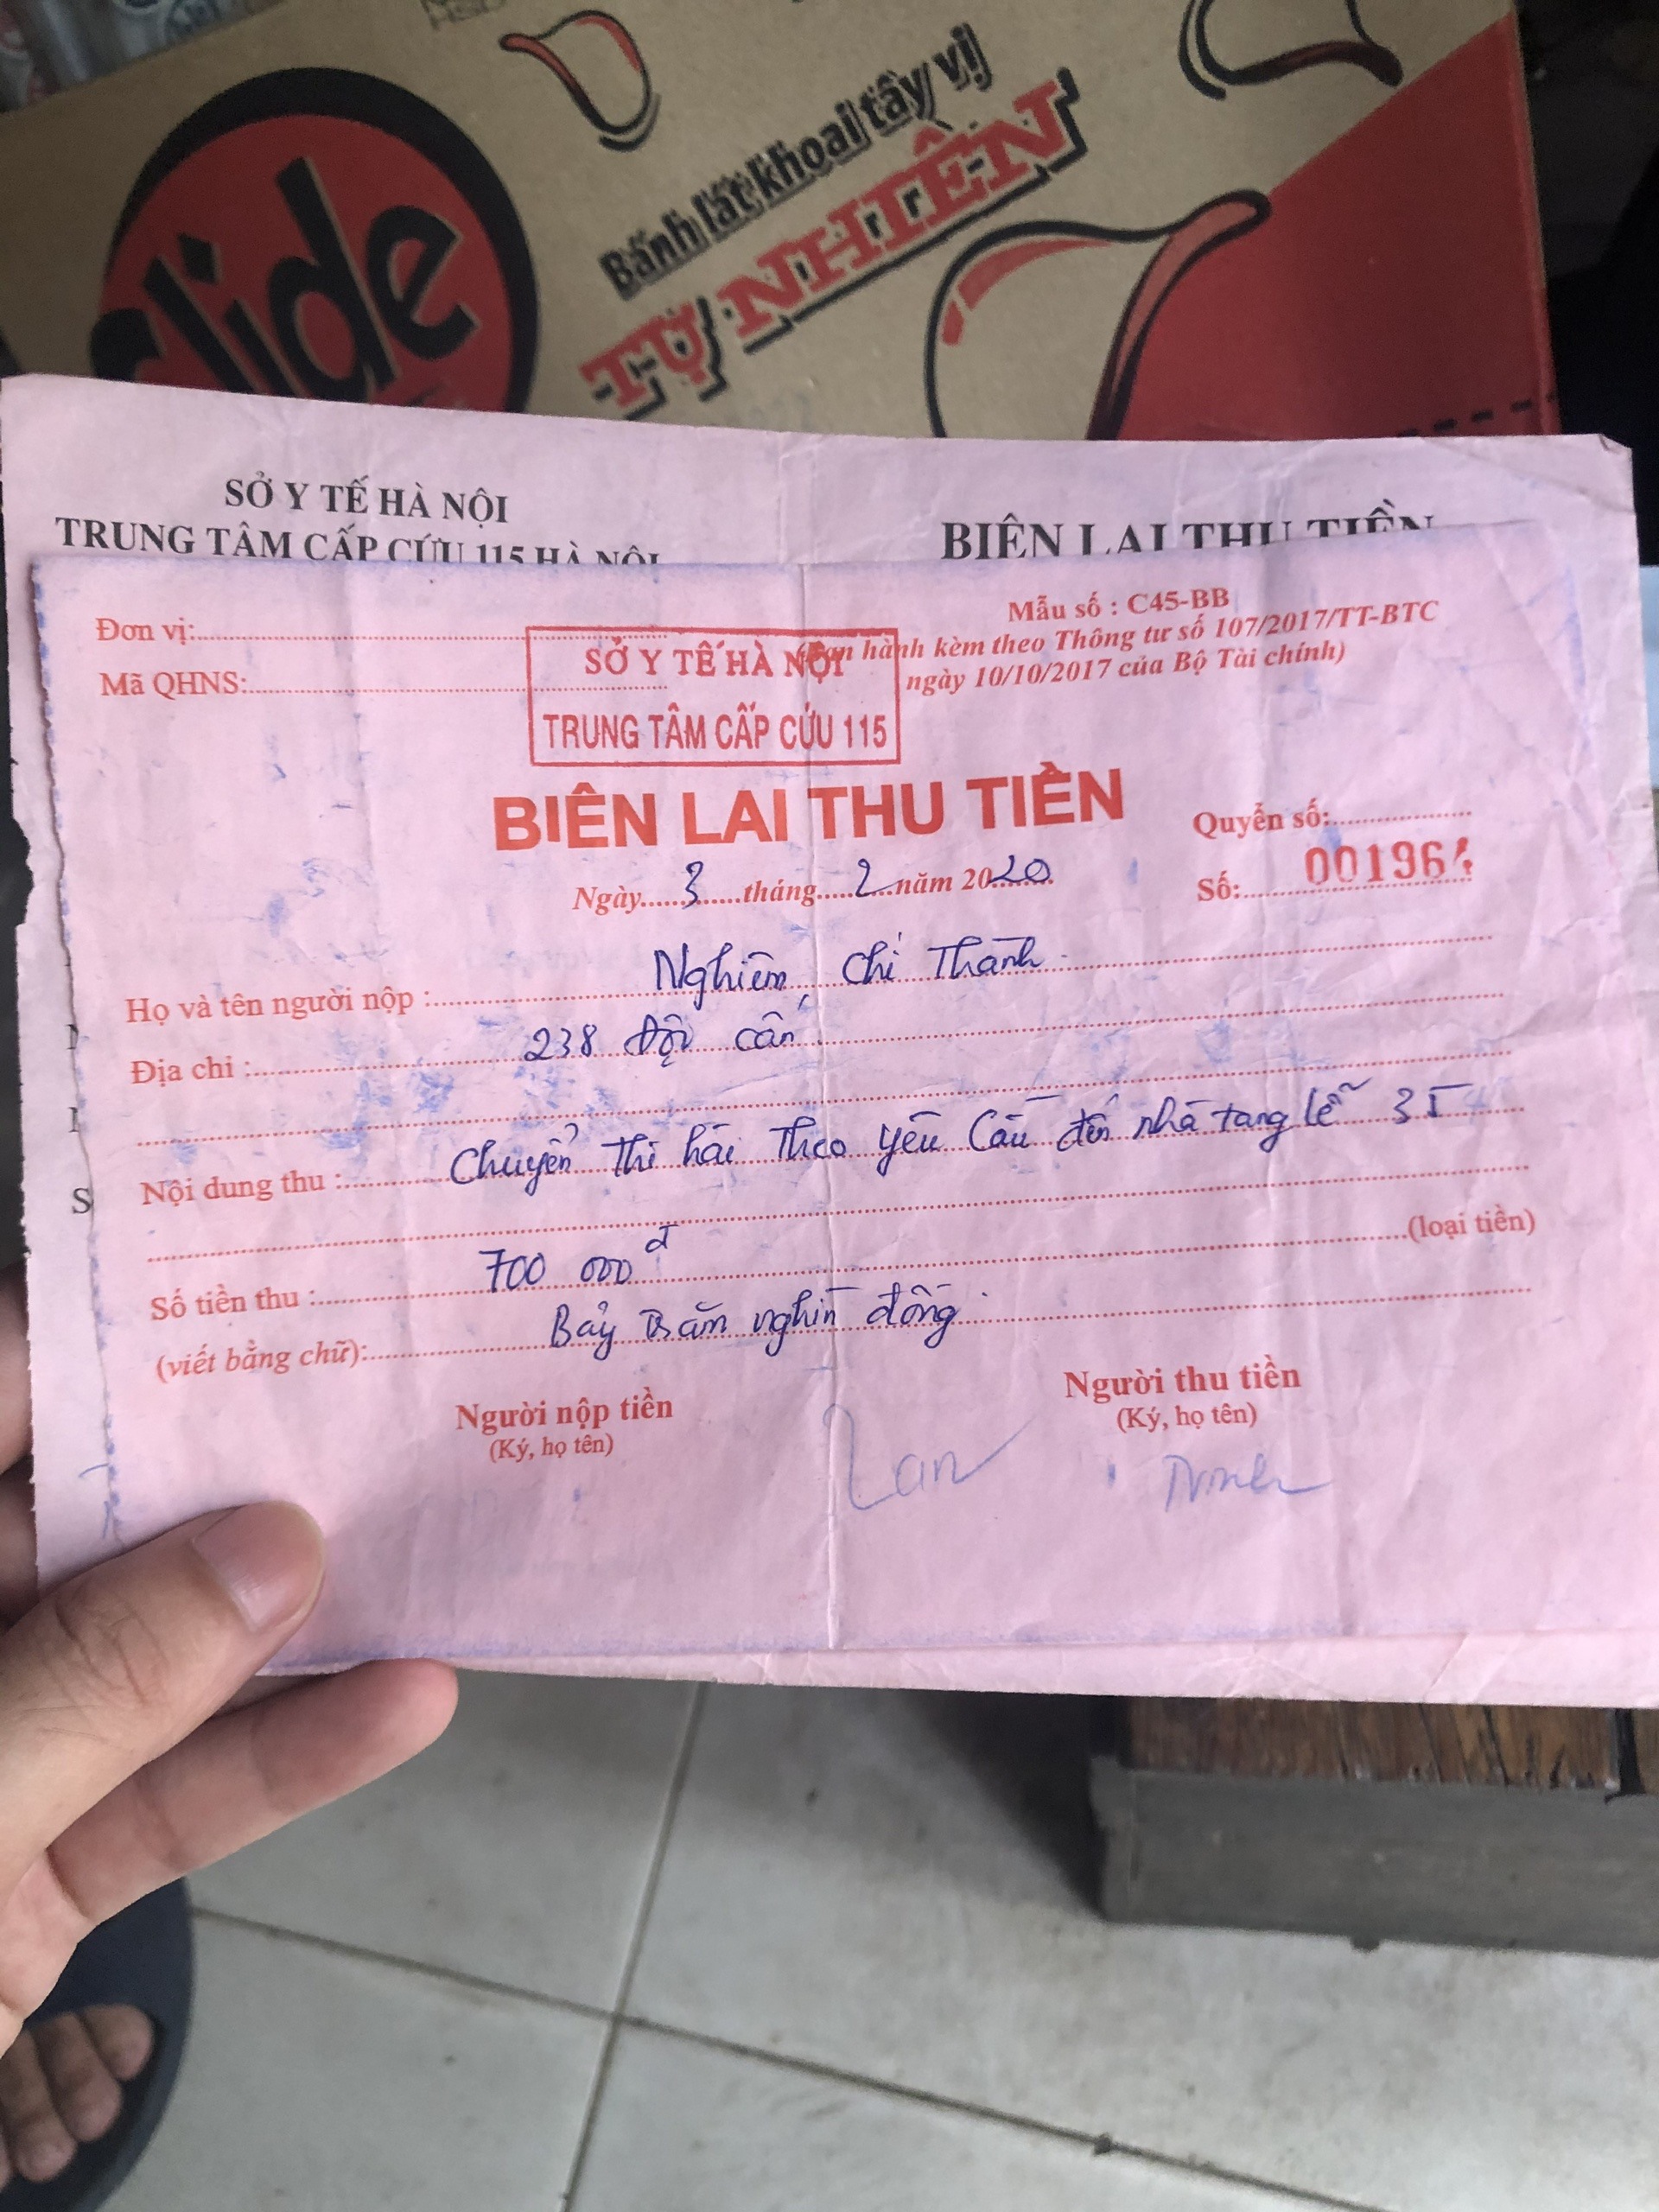 Slide
Bánh lát khoai tây vị
TỰ NHIÊN
SỞ Y TẾ HÀ NỘI
TRUNG TÂM CẤP CỨU 115 HÀ NỘI
BIÊN LAI THU TIỀN
Đơn vị:
Mã QHNS:
SỞ Y TẾ HÀ NỘI
TRUNG TÂM CẤP CỨU 115
Mẫu số : C45-BB
(Ban hành kèm theo Thông tư số 107/2017/TT-BTC
ngày 10/10/2017 của Bộ Tài chính)
BIÊN LAI THU TIỀN
Quyển số:
Ngày 3 tháng 2 năm 2020
Số: 001964
Họ và tên người nộp : Nghiêm Chí Thành
Địa chỉ : 238 Đội Cấn
Nội dung thu : Chuyển thi hài theo yêu cầu đến nhà tang lễ
Số tiền thu : 700 000đ (loại tiền)
(viết bằng chữ): Bảy trăm nghìn đồng
Người nộp tiền
(Ký, họ tên)
Người thu tiền
(Ký, họ tên)
Lan